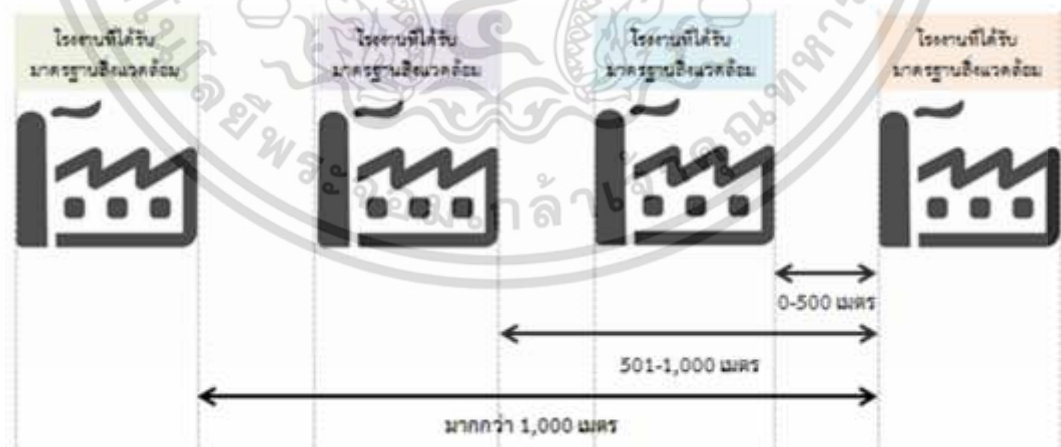 โรงงานที่ได้รับ
มาตรฐานสิ่งแวดล้อม
โรงงานที่ได้รับ
มาตรฐานสิ่งแวดล้อม
โรงงานที่ได้รับ
มาตรฐานสิ่งแวดล้อม
โรงงานที่ได้รับ
มาตรฐานสิ่งแวดล้อม
0-500 เมตร
501-1,000 เมตร
มากกว่า 1,000 เมตร